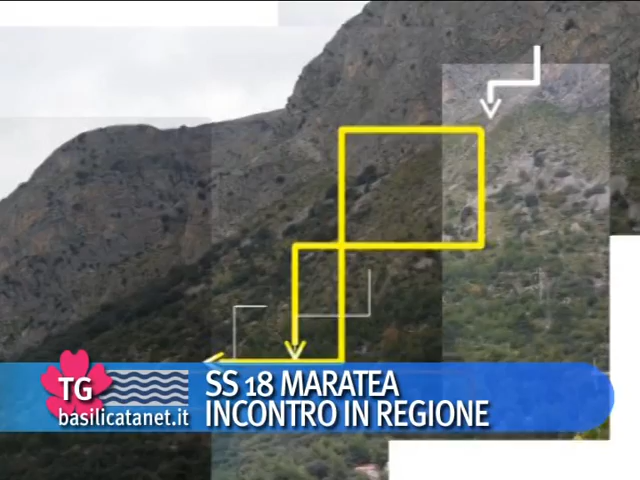 TG
basilicatanet.it
SS 18 MARATEA
INCONTRO IN REGIONE